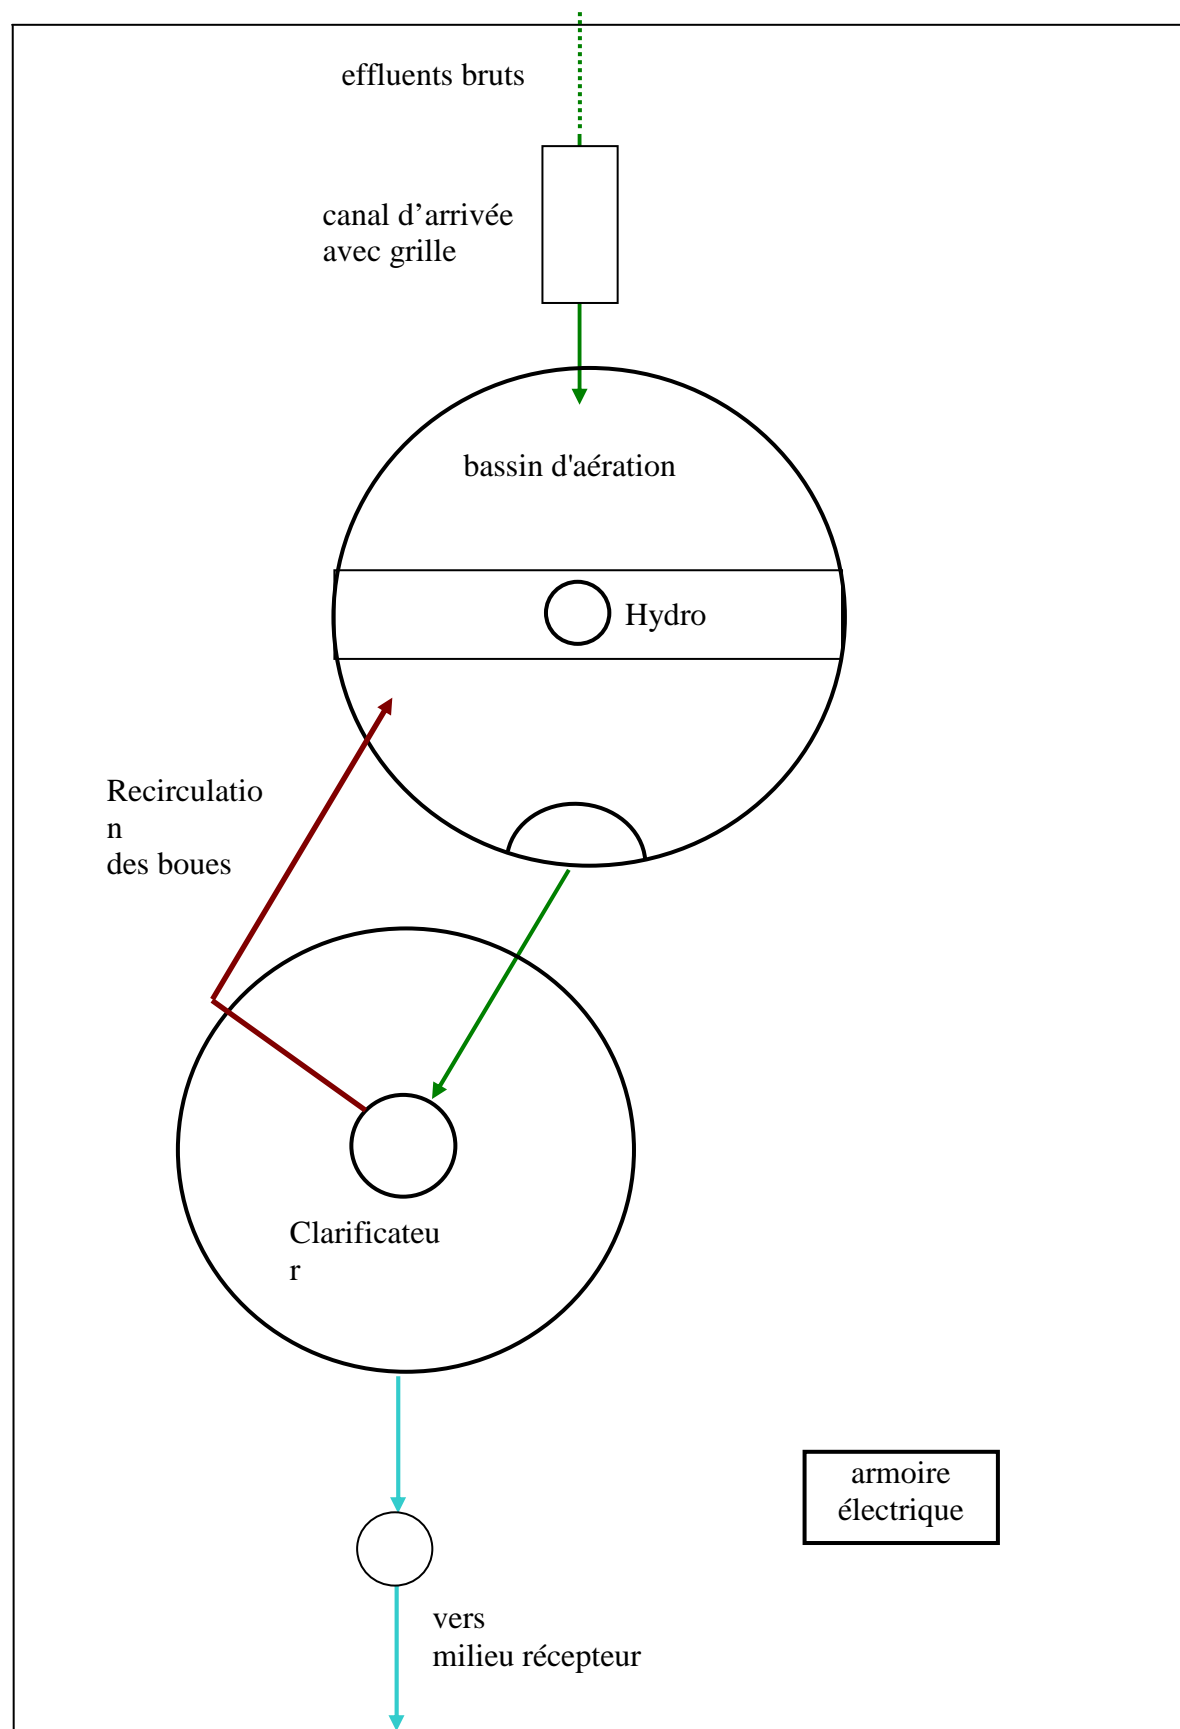 effluents bruts
canal d’arrivée
avec grille
bassin d'aération
Hydro
Recirculatio
n
des boues
Clarificateu
r
armoire
électrique
vers
milieu récepteur